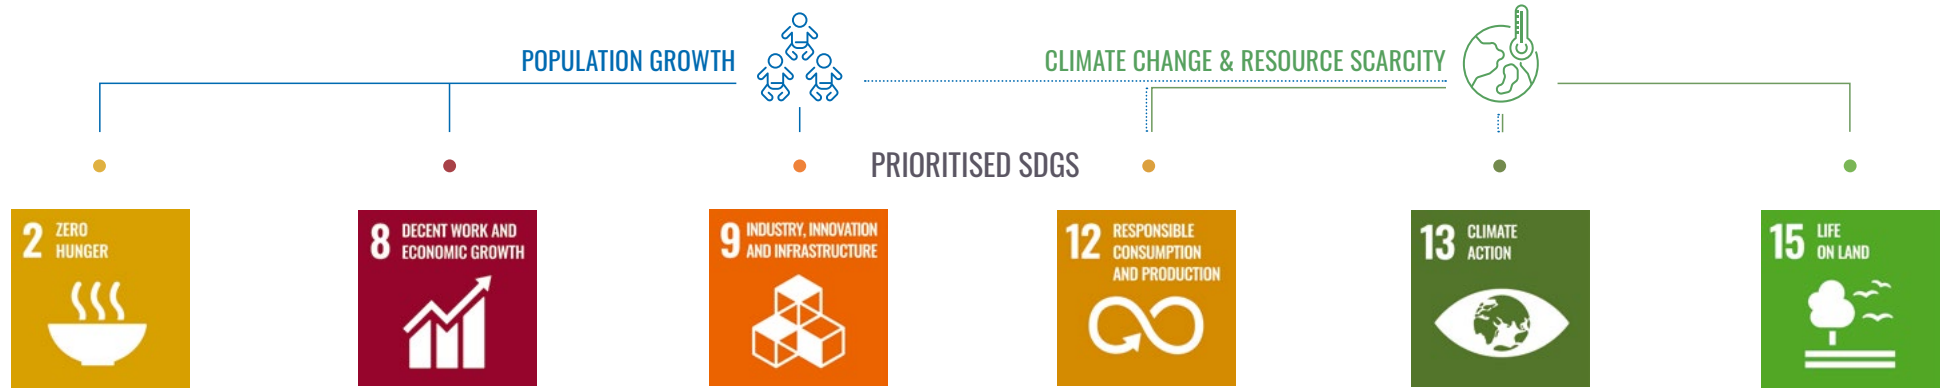 POPULATION GROWTH
CLIMATE CHANGE & RESOURCE SCARCITY
PRIORITISED SDGS
2 ZERO
HUNGER
8 DECENT WORK AND
ECONOMIC GROWTH
9 INDUSTRY, INNOVATION
AND INFRASTRUCTURE
12 RESPONSIBLE
CONSUMPTION
AND PRODUCTION
13 CLIMATE
ACTION
15 LIFE
ON LAND